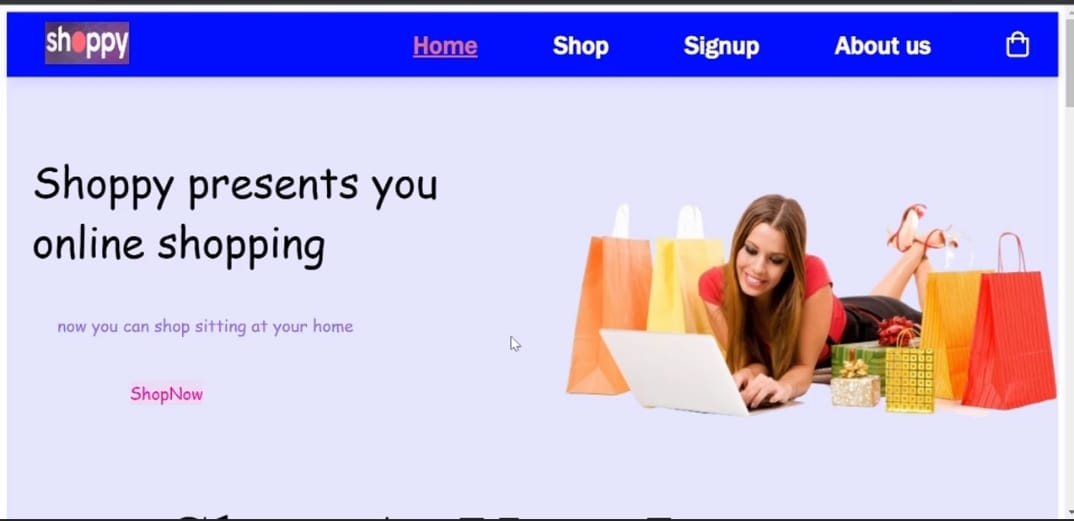 shoppy
Home Shop Signup About us
Shoppy presents you
online shopping
now you can shop sitting at your home
ShopNow